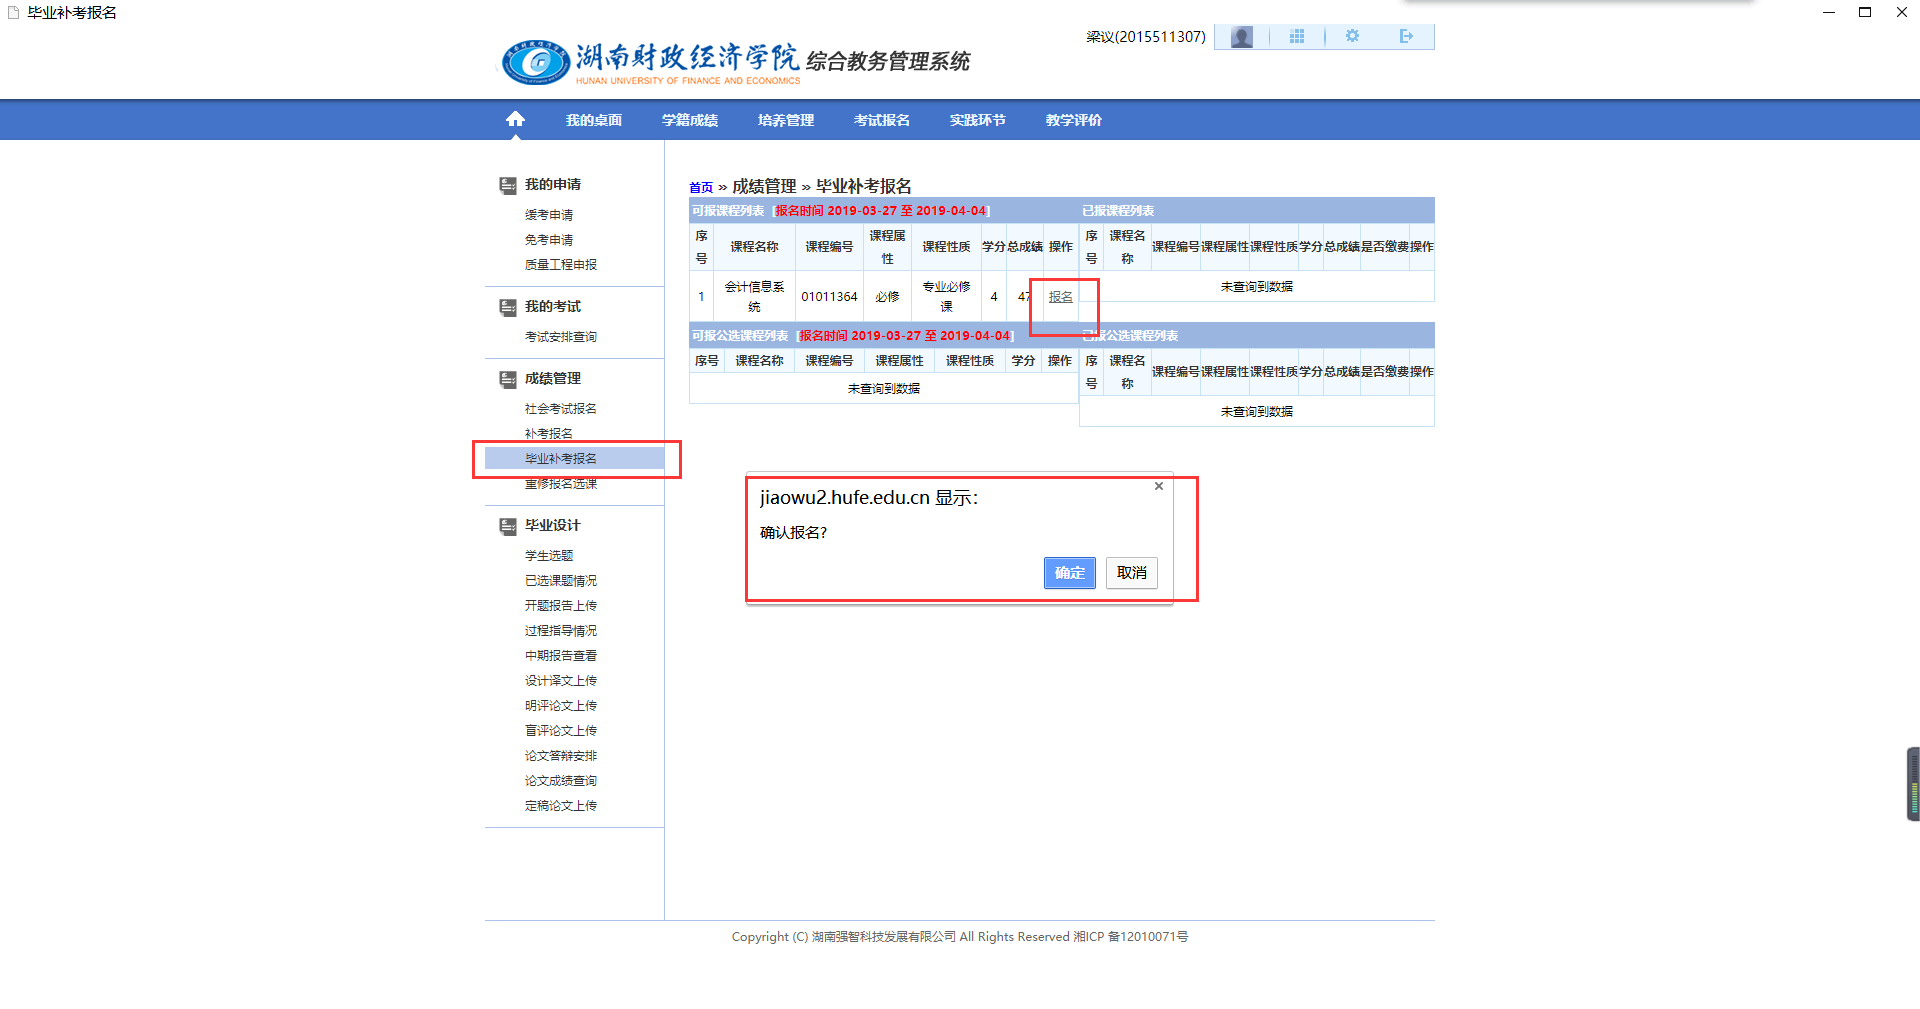 毕业补考报名
梁议(2015511307)
湖南财政经济学院 综合教务管理系统
HUNAN UNIVERSITY OF FINANCE AND ECONOMICS
我的桌面 学籍成绩 培养管理 考试报名 实践环节 教学评价
我的申请
缓考申请
免考申请
质量工程申报
我的考试
考试安排查询
成绩管理
社会考试报名
补考报名
毕业补考报名
重修报名选课
毕业设计
学生选题
已选课题情况
开题报告上传
过程指导情况
中期报告查看
设计译文上传
明评论文上传
盲评论文上传
论文答辩安排
论文成绩查询
定稿论文上传
首页 » 成绩管理 » 毕业补考报名
可报课程列表 [报名时间 2019-03-27 至 2019-04-04]
序号 课程名称 课程编号 课程属性 课程性质 学分 总成绩 操作
1 会计信息系统 01011364 必修 专业必修课 4 47 报名
已报课程列表
序号 课程名称 课程编号 课程属性 课程性质 学分 总成绩 是否缴费 操作
未查询到数据
可报公选课程列表 [报名时间 2019-03-27 至 2019-04-04]
序号 课程名称 课程编号 课程属性 课程性质 学分 操作
未查询到数据
已报公选课程列表
序号 课程名称 课程编号 课程属性 课程性质 学分 总成绩 是否缴费 操作
未查询到数据
jiaowu2.hufe.edu.cn 显示:
确认报名?
确定 取消
Copyright (C) 湖南强智科技发展有限公司 All Rights Reserved 湘ICP 备12010071号